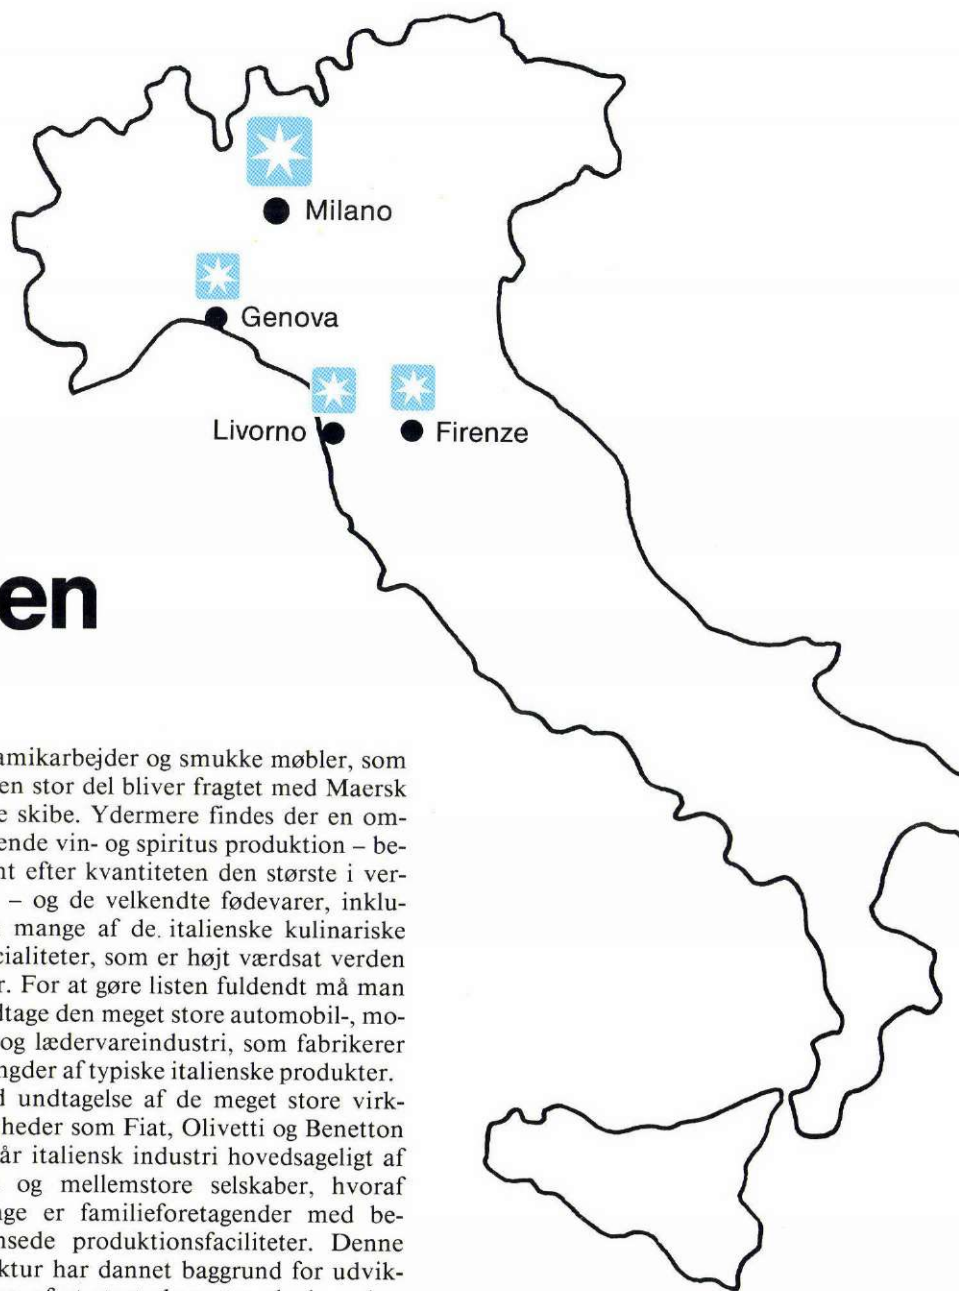 Milano
Genova
Livorno
Firenze
en
amikarbejder og smukke møbler, som
en stor del bliver fragtet med Maersk
e skibe. Ydermere findes der en om-
ende vin- og spiritus produktion – be-
nt efter kvantiteten den største i ver-
– og de velkendte fødevarer, inklu-
mange af de. italienske kulinariske
cialiteter, som er højt værdsat verden
r. For at gøre listen fuldendt må man
dtage den meget store automobil-, mo-
og lædervareindustri, som fabrikerer
ngder af typiske italienske produkter.
d undtagelse af de meget store virk-
heder som Fiat, Olivetti og Benetton
år italiensk industri hovedsageligt af
og mellemstore selskaber, hvoraf
nge er familieforetagender med be-
nsede produktionsfaciliteter. Denne
ktur har dannet baggrund for udvik-